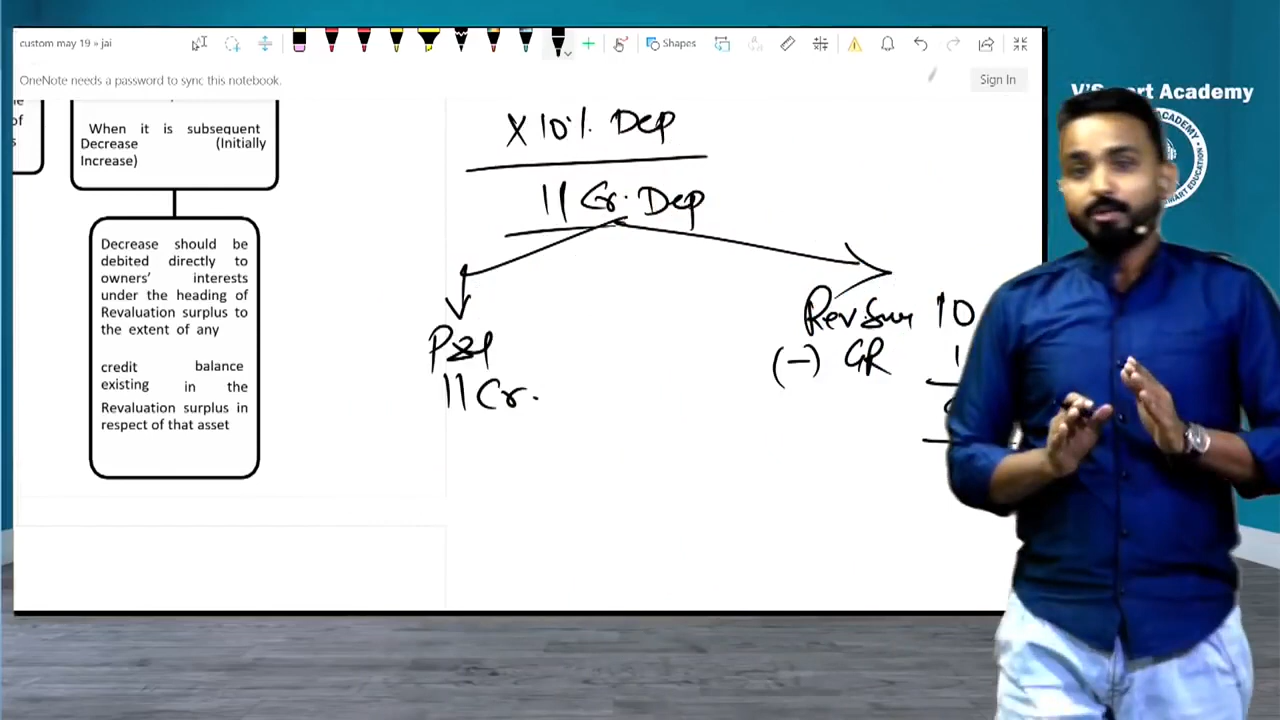 custom may 19 » jai
Shapes
OneNote needs a password to sync this notebook.
Sign In
When it is subsequent
Decrease (Initially
Increase)
Decrease should be
debited directly to
owners' interests
under the heading of
Revaluation surplus to
the extent of any
credit balance
existing in the
Revaluation surplus in
respect of that asset
X 10% Dep
11 Cr. Dep
P&l
11 Cr.
Rev. Sur 10
(-) GR 1
Academy